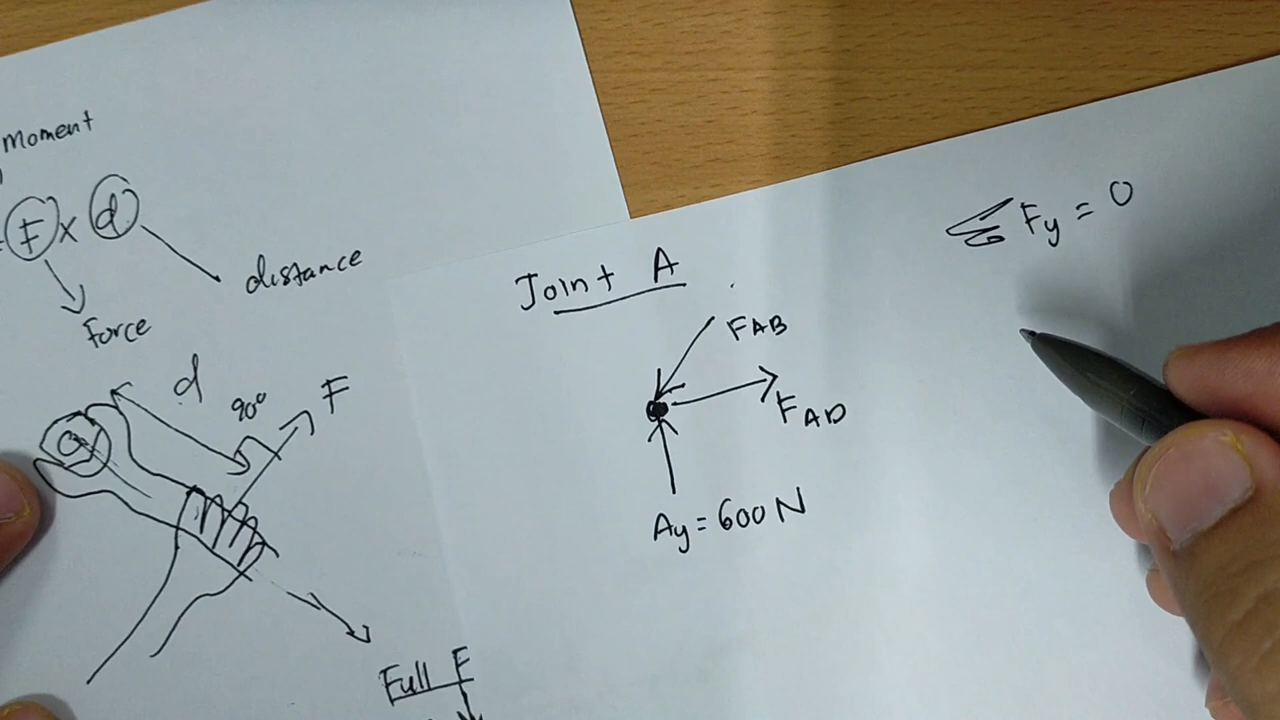 Moment
= F x d
distance
Force
d
90°
F
Full F
Joint A
FAB
FAD
Ay = 600 N
Σ Fy = 0